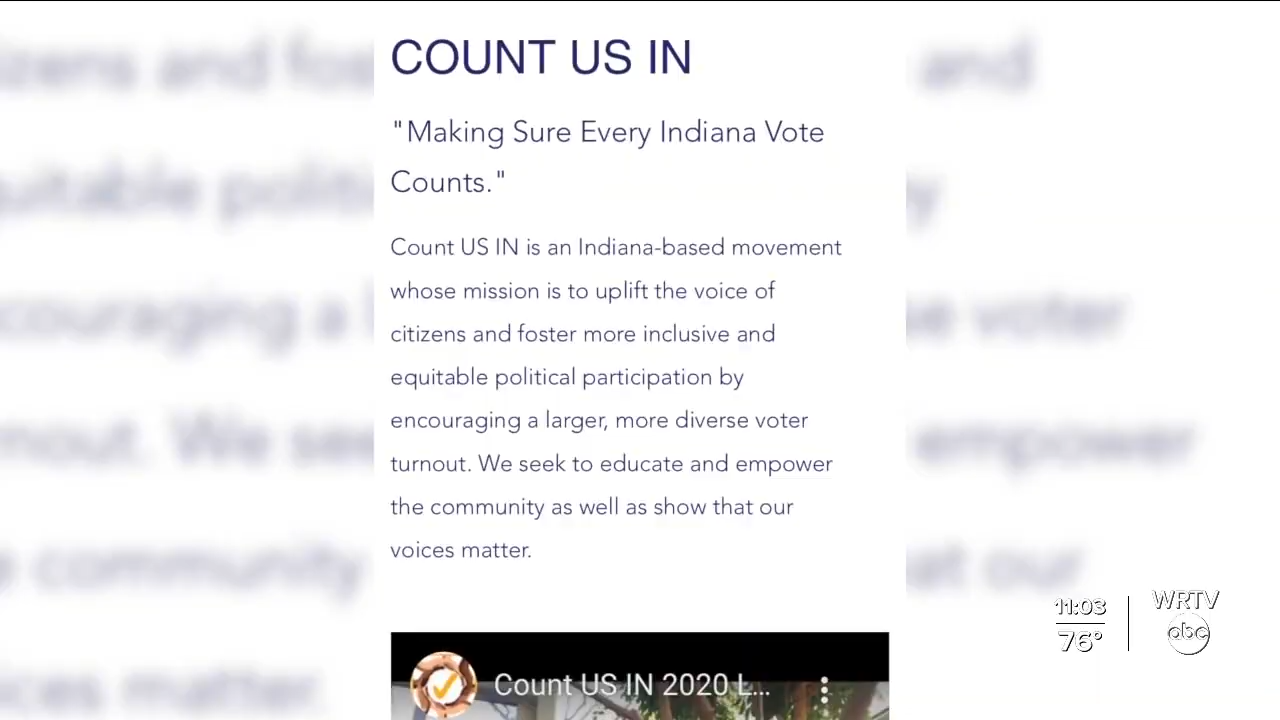 COUNT US IN
"Making Sure Every Indiana Vote
Counts."
Count US IN is an Indiana-based movement
whose mission is to uplift the voice of
citizens and foster more inclusive and
equitable political participation by
encouraging a larger, more diverse voter
turnout. We seek to educate and empower
the community as well as show that our
voices matter.
Count US IN 2020 L...
11:03
76°
WRTV
abc